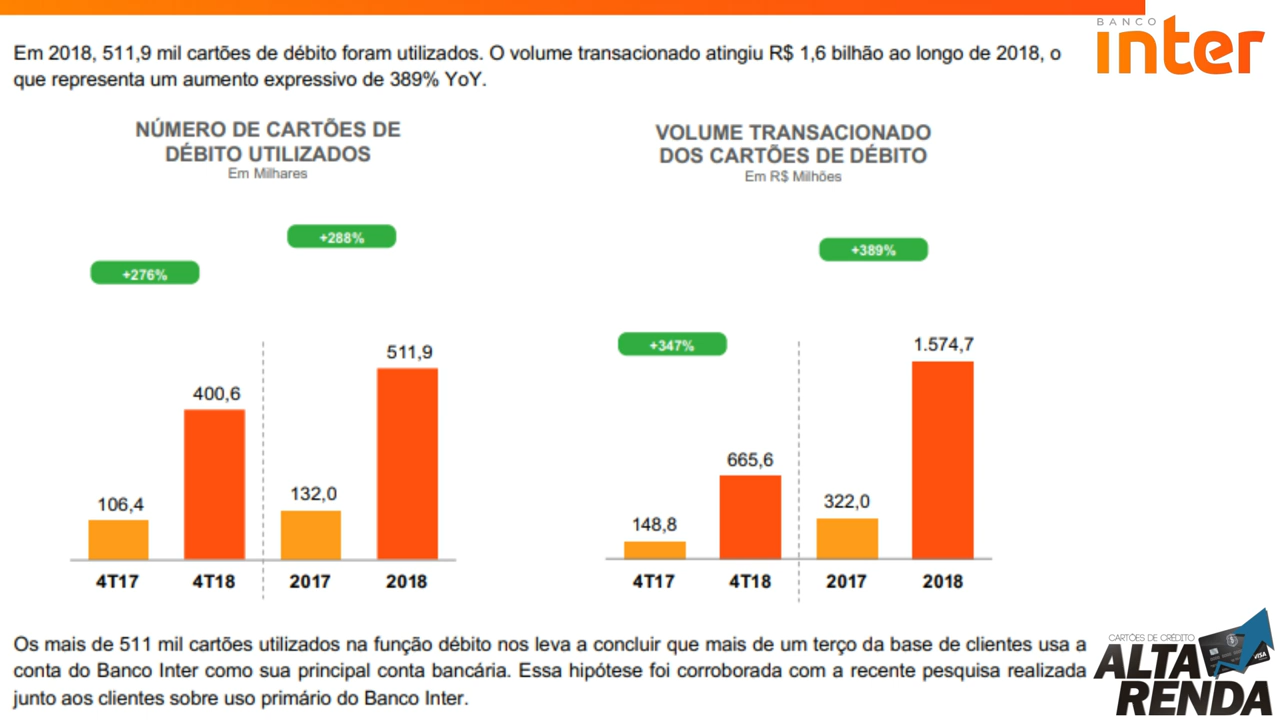 BANCO
inter
Em 2018, 511,9 mil cartões de débito foram utilizados. O volume transacionado atingiu R$ 1,6 bilhão ao longo de 2018, o
que representa um aumento expressivo de 389% YoY.
NÚMERO DE CARTÕES DE
DÉBITO UTILIZADOS
Em Milhares
+288%
+276%
511,9
400,6
132,0
106,4
4T17 4T18 2017 2018
VOLUME TRANSACIONADO
DOS CARTÕES DE DÉBITO
Em R$ Milhões
+389%
+347%
1.574,7
665,6
322,0
148,8
4T17 4T18 2017 2018
Os mais de 511 mil cartões utilizados na função débito nos leva a concluir que mais de um terço da base de clientes usa a
conta do Banco Inter como sua principal conta bancária. Essa hipótese foi corroborada com a recente pesquisa realizada
junto aos clientes sobre uso primário do Banco Inter.
CARTÕES DE CRÉDITO
ALTA
RENDA
VISA